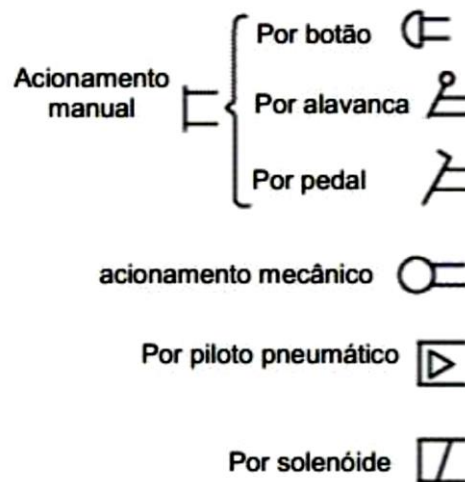 Acionamento
manual
Por botão
Por alavanca
Por pedal
acionamento mecânico
Por piloto pneumático
Por solenóide